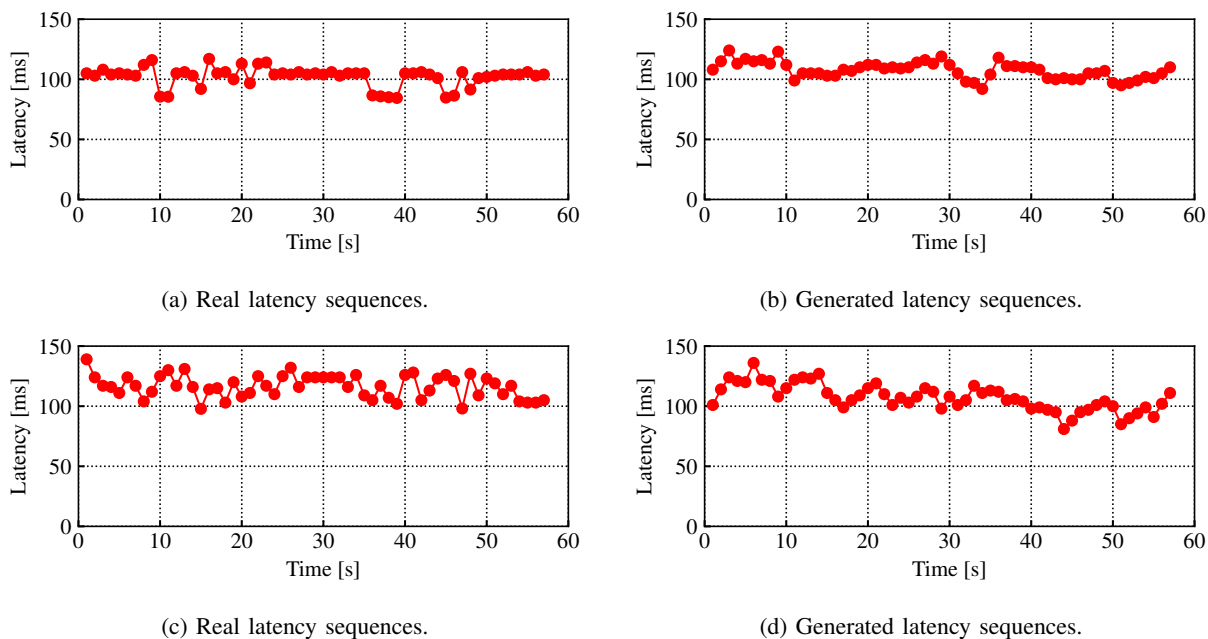 150
100
50
0
Latency [ms]
0 10 20 30 40 50 60
Time [s]
(a) Real latency sequences.
150
100
50
0
Latency [ms]
0 10 20 30 40 50 60
Time [s]
(b) Generated latency sequences.
150
100
50
0
Latency [ms]
0 10 20 30 40 50 60
Time [s]
(c) Real latency sequences.
150
100
50
0
Latency [ms]
0 10 20 30 40 50 60
Time [s]
(d) Generated latency sequences.